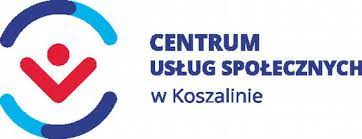 CENTRUM
USŁUG SPOŁECZNYCH
w Koszalinie